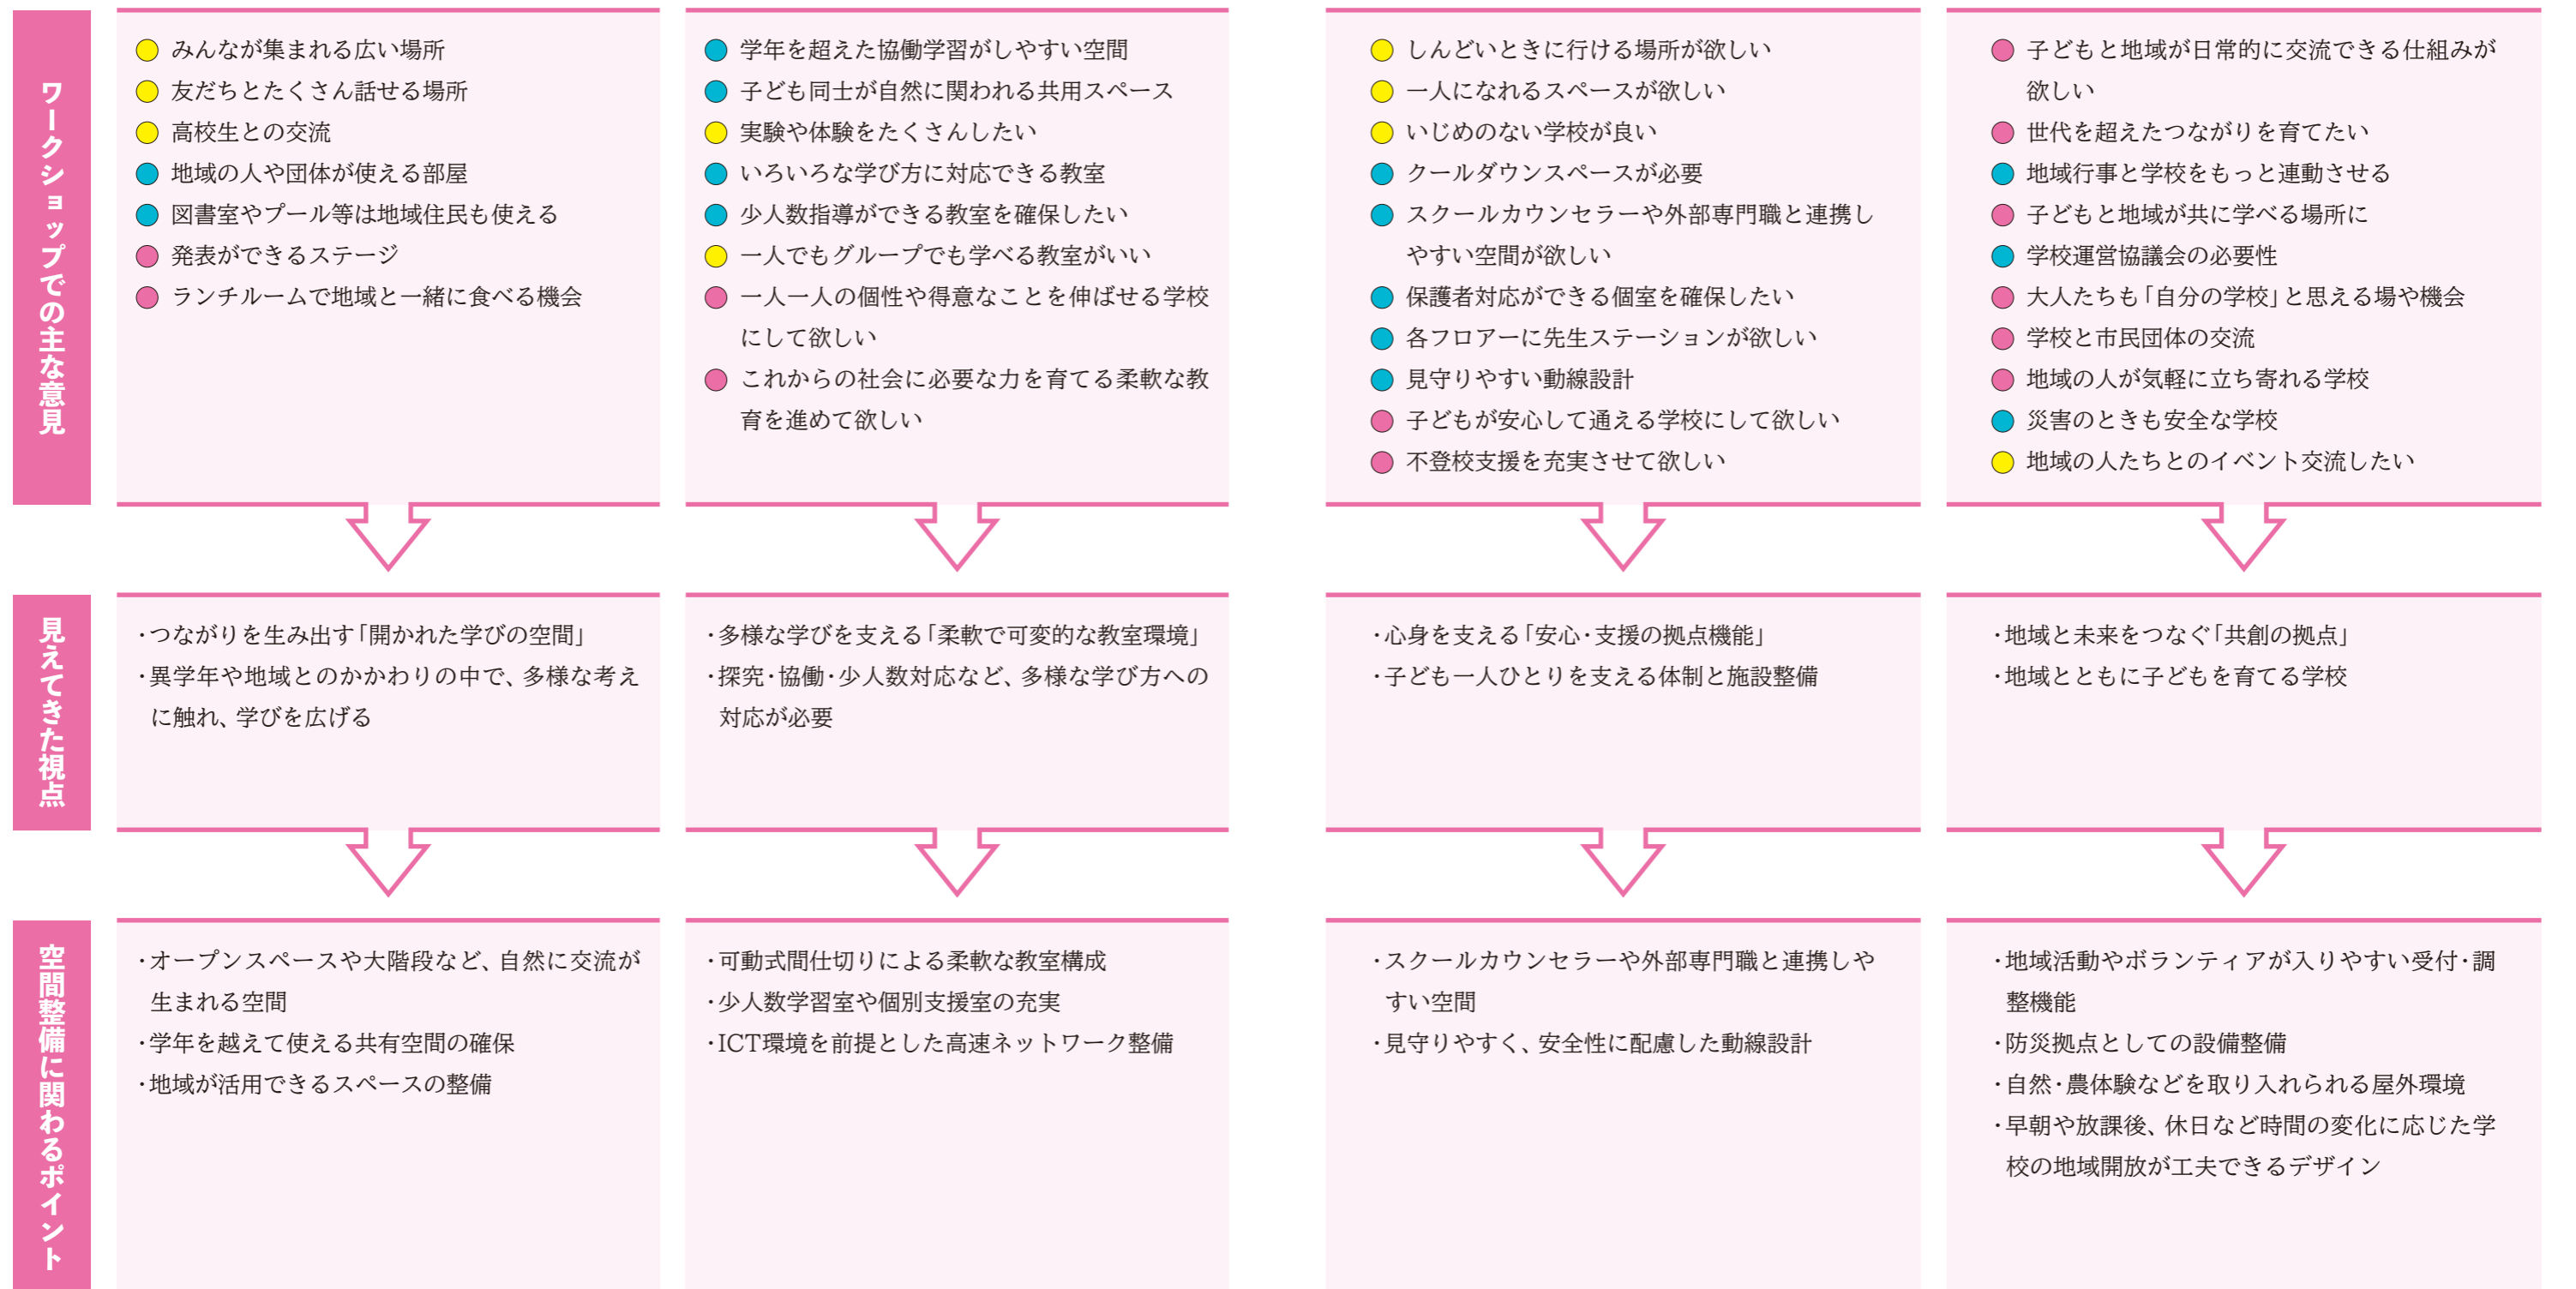 ワークショップでの主な意見
みんなが集まれる広い場所
友だちとたくさん話せる場所
高校生との交流
地域の人や団体が使える部屋
図書室やプール等は地域住民も使える
発表ができるステージ
ランチルームで地域と一緒に食べる機会
学年を超えた協働学習がしやすい空間
子ども同士が自然に関われる共用スペース
実験や体験をたくさんしたい
いろいろな学び方に対応できる教室
少人数指導ができる教室を確保したい
一人でもグループでも学べる教室がいい
一人一人の個性や得意なことを伸ばせる学校
にして欲しい
これからの社会に必要な力を育てる柔軟な教
育を進めて欲しい
しんどいときに行ける場所が欲しい
一人になれるスペースが欲しい
いじめのない学校が良い
クールダウンスペースが必要
スクールカウンセラーや外部専門職と連携し
やすい空間が欲しい
保護者対応ができる個室を確保したい
各フロアーに先生ステーションが欲しい
見守りやすい動線設計
子どもが安心して通える学校にして欲しい
不登校支援を充実させて欲しい
子どもと地域が日常的に交流できる仕組みが
欲しい
世代を超えたつながりを育てたい
地域行事と学校をもっと連動させる
子どもと地域が共に学べる場所に
学校運営協議会の必要性
大人たちも「自分の学校」と思える場や機会
学校と市民団体の交流
地域の人が気軽に立ち寄れる学校
災害のときも安全な学校
地域の人たちとのイベント交流したい
見えてきた視点
・つながりを生み出す「開かれた学びの空間」
・異学年や地域とのかかわりの中で、多様な考え
に触れ、学びを広げる
・多様な学びを支える「柔軟で可変的な教室環境」
・探究・協働・少人数対応など、多様な学び方への
対応が必要
・心身を支える「安心・支援の拠点機能」
・子ども一人ひとりを支える体制と施設整備
・地域と未来をつなぐ「共創の拠点」
・地域とともに子どもを育てる学校
空間整備に関わるポイント
・オープンスペースや大階段など、自然に交流が
生まれる空間
・学年を越えて使える共有空間の確保
・地域が活用できるスペースの整備
・可動式間仕切りによる柔軟な教室構成
・少人数学習室や個別支援室の充実
・ICT環境を前提とした高速ネットワーク整備
・スクールカウンセラーや外部専門職と連携しや
すい空間
・見守りやすく、安全性に配慮した動線設計
・地域活動やボランティアが入りやすい受付・調
整機能
・防災拠点としての設備整備
・自然・農体験などを取り入れられる屋外環境
・早朝や放課後、休日など時間の変化に応じた学
校の地域開放が工夫できるデザイン